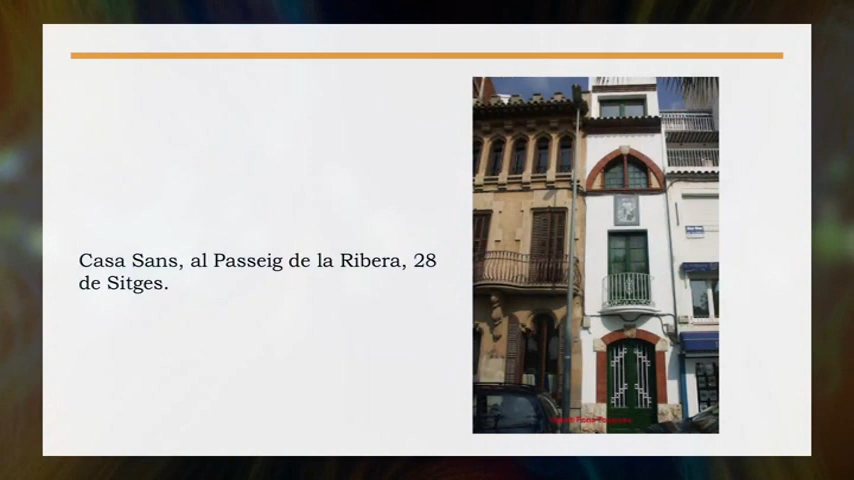 Casa Sans, al Passeig de la Ribera, 28
de Sitges.